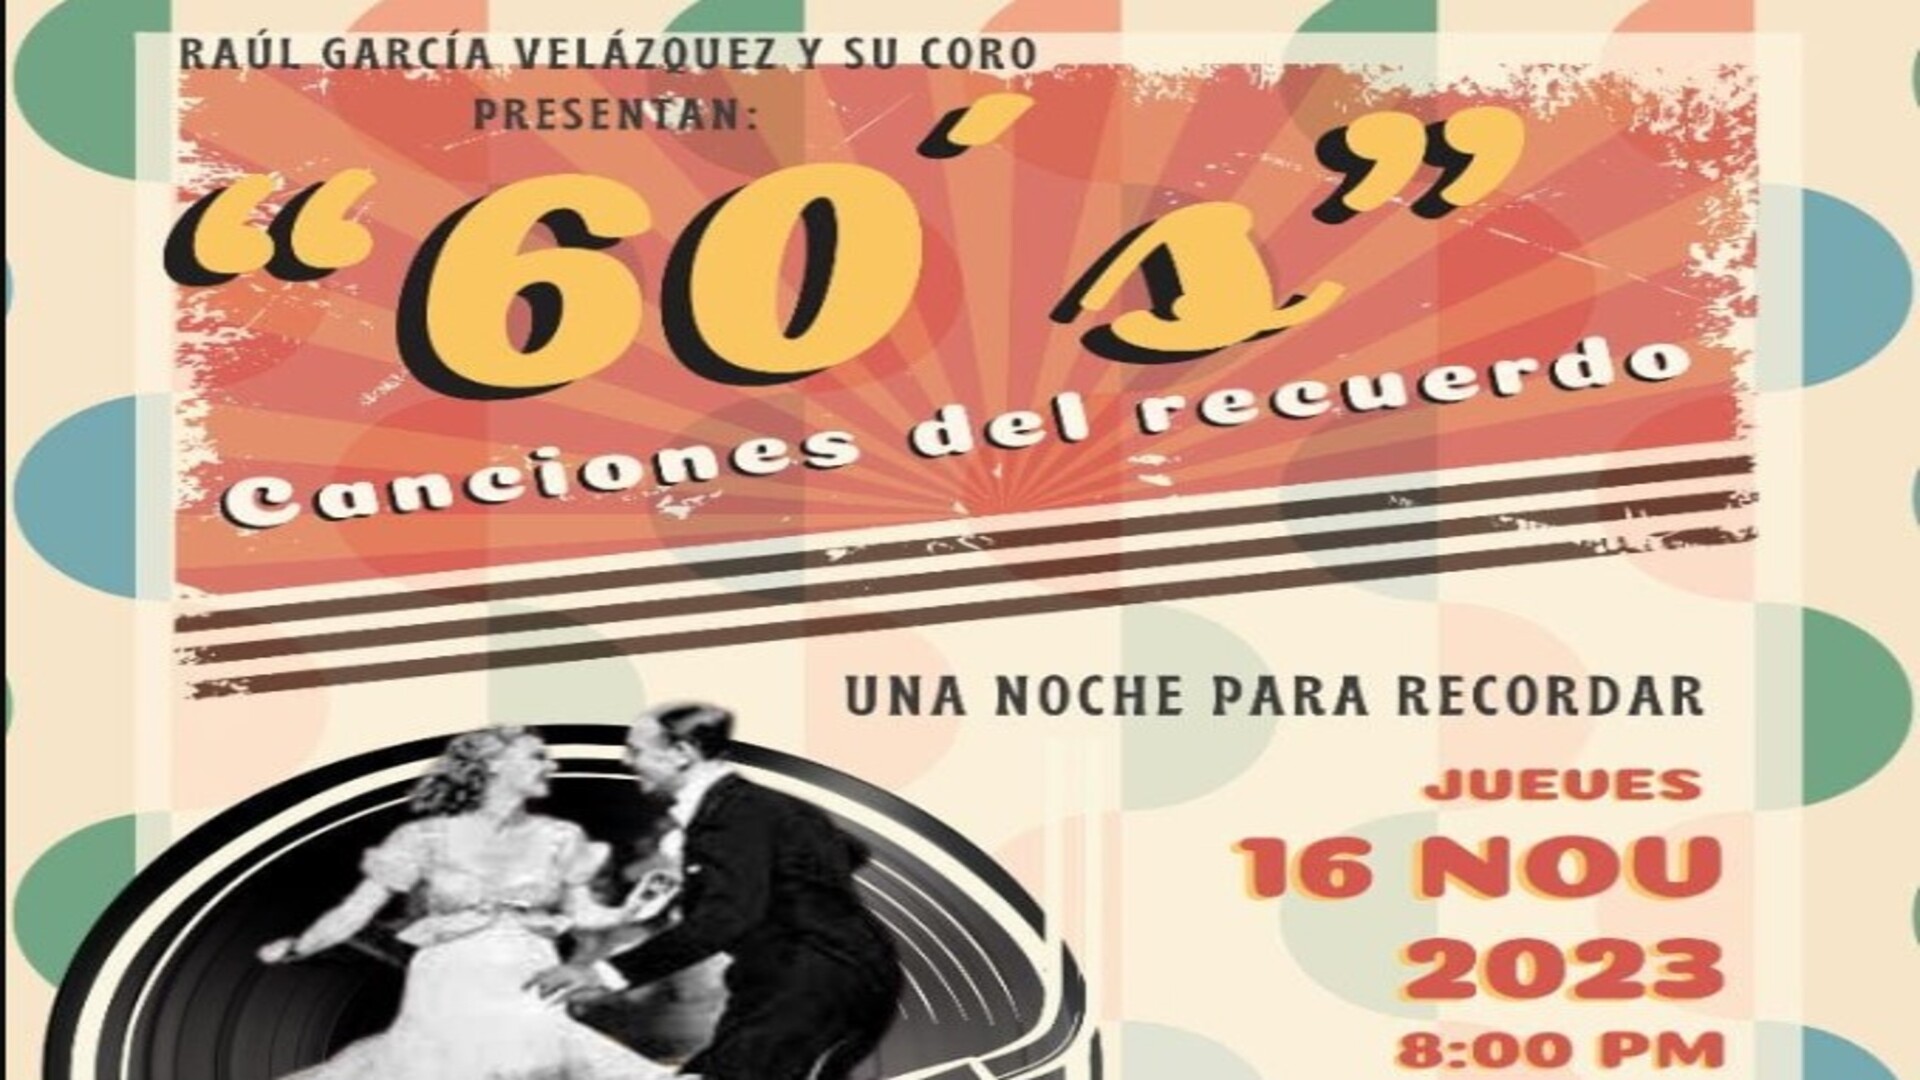 RAÚL GARCÍA VELÁZQUEZ Y SU CORO
PRESENTAN:
“60´s”
Canciones del recuerdo
UNA NOCHE PARA RECORDAR
JUEVES
16 NOV
2023
8:00 PM